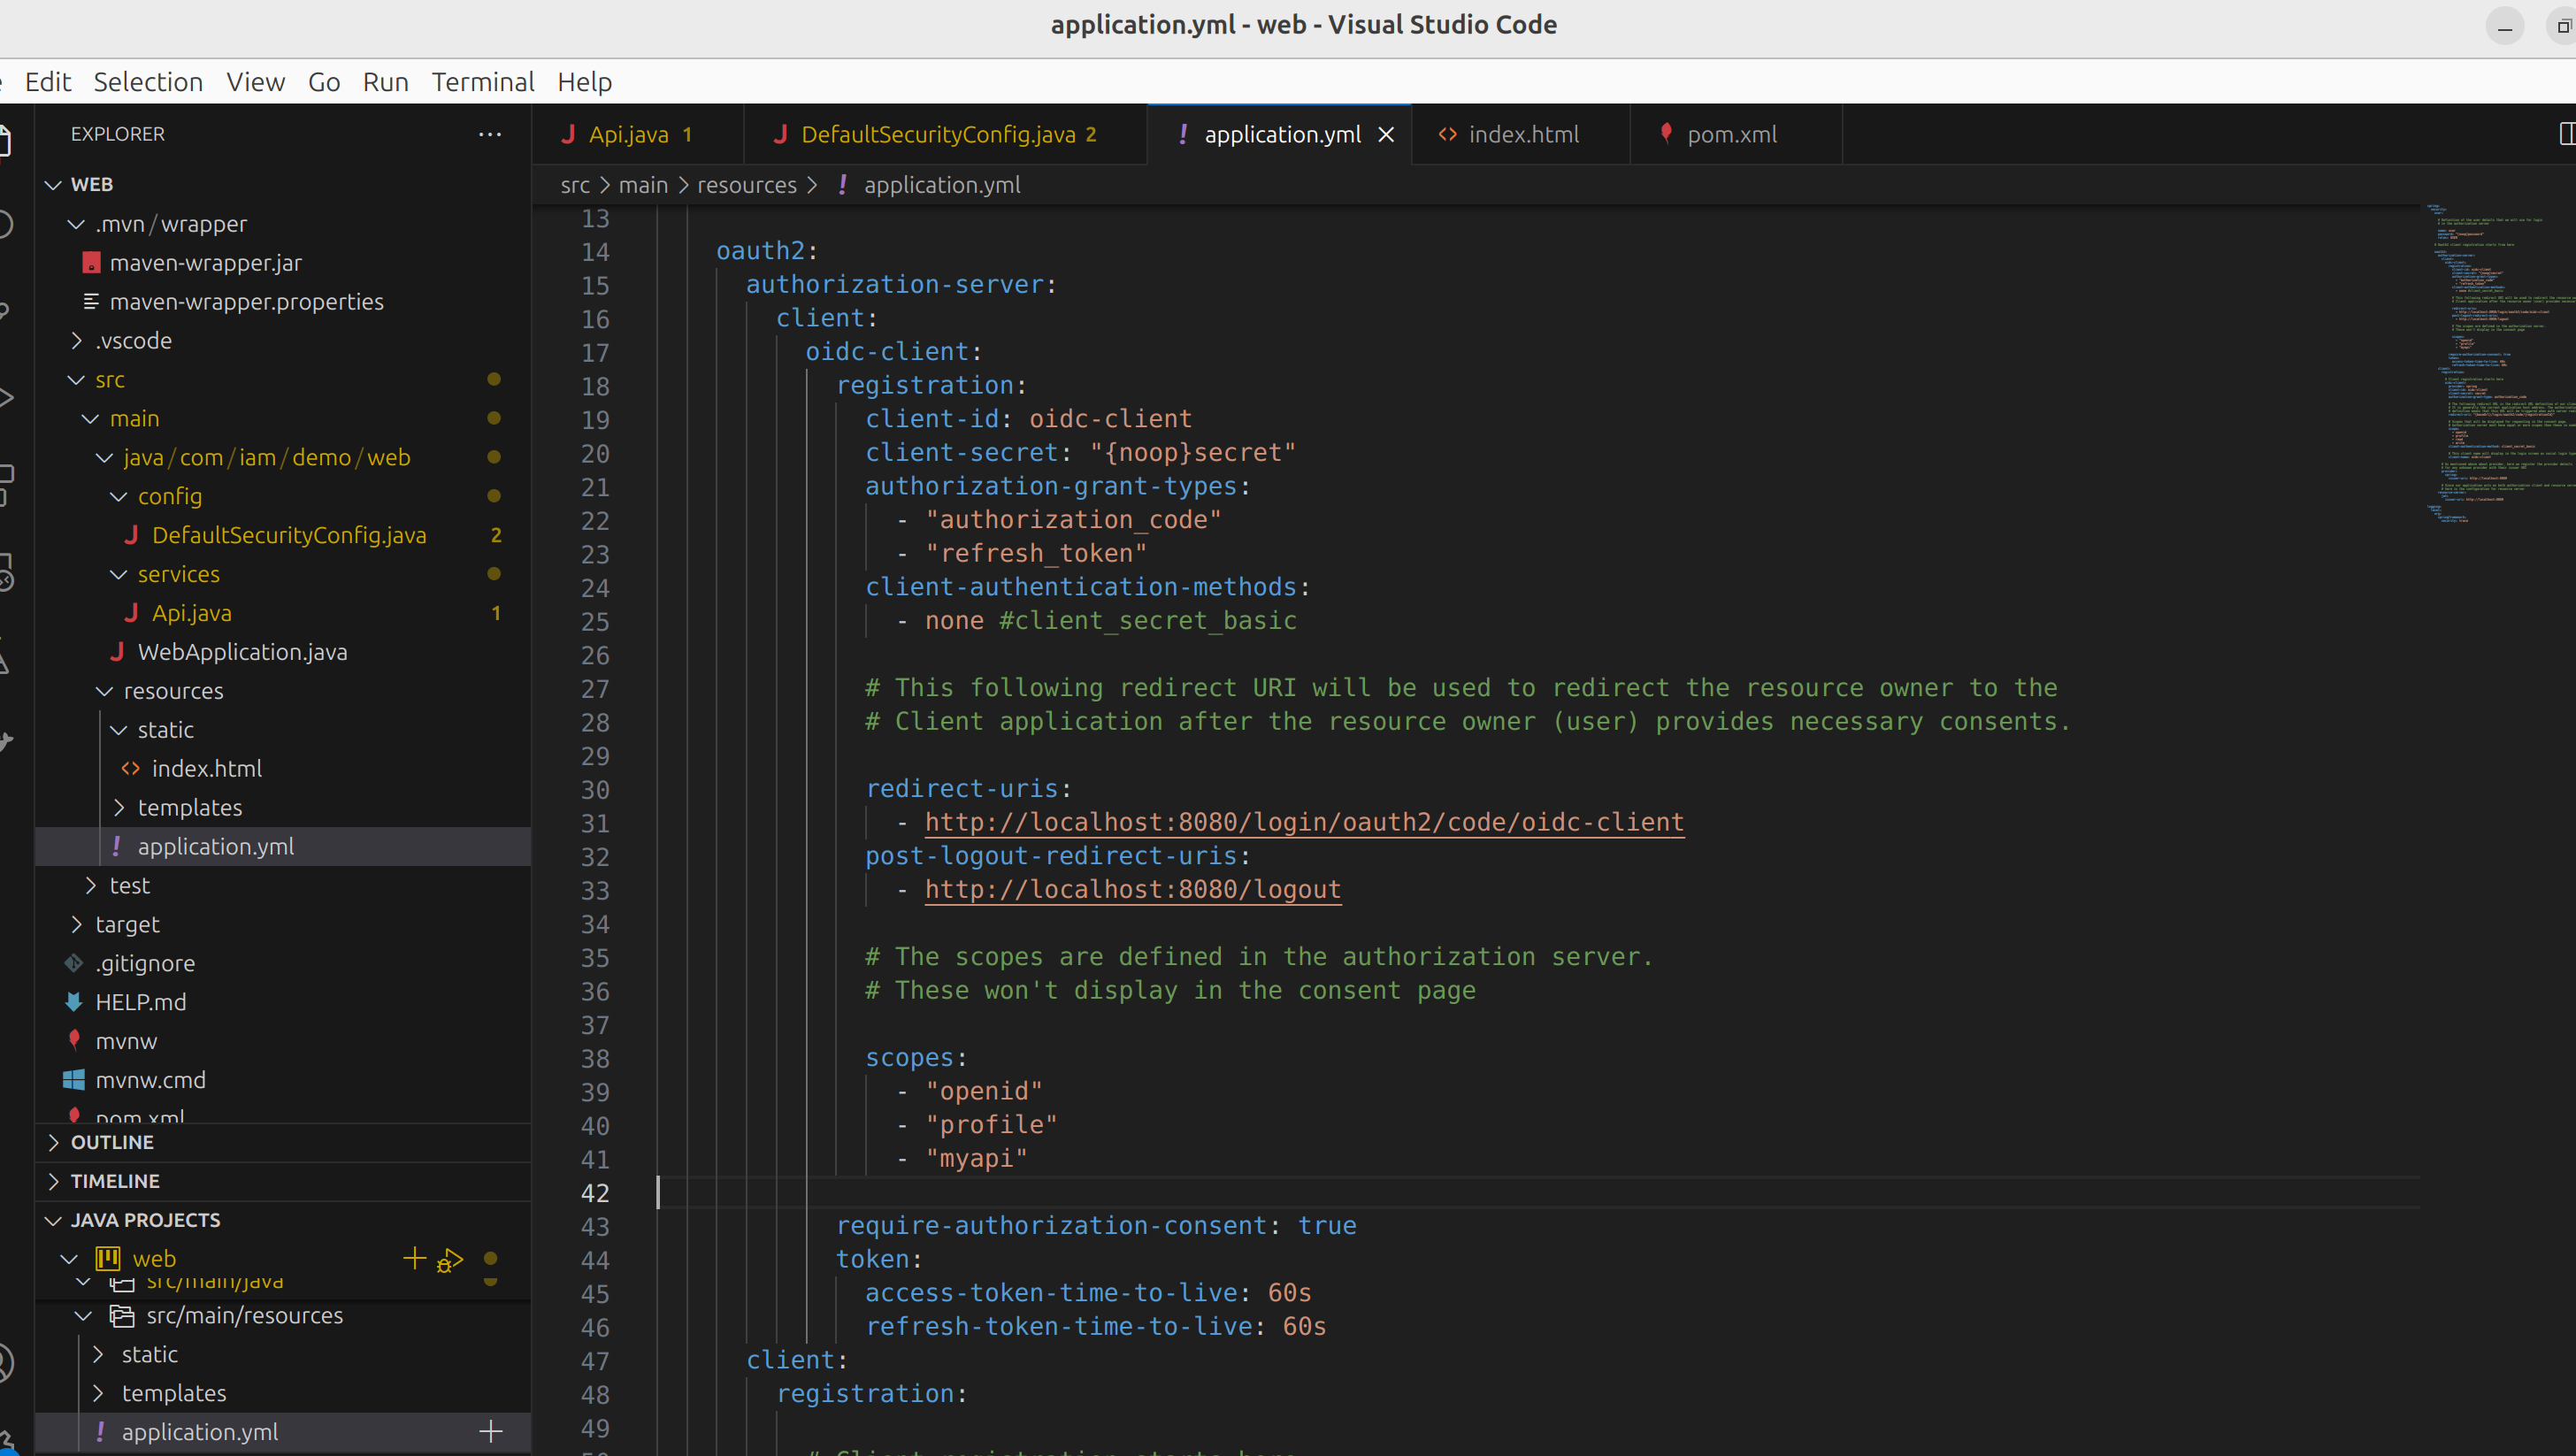 application.yml - web - Visual Studio Code
Edit Selection View Go Run Terminal Help
EXPLORER
WEB
.mvn / wrapper
maven-wrapper.jar
maven-wrapper.properties
.vscode
src
main
java / com / iam / demo / web
config
DefaultSecurityConfig.java 2
services
Api.java 1
WebApplication.java
resources
static
index.html
templates
application.yml
test
target
.gitignore
HELP.md
mvnw
mvnw.cmd
pom.xml
OUTLINE
TIMELINE
JAVA PROJECTS
web
src/main/java
src/main/resources
static
templates
application.yml
Api.java 1 DefaultSecurityConfig.java 2 application.yml index.html pom.xml
src > main > resources > ! application.yml
13
14 oauth2:
15 authorization-server:
16 client:
17 oidc-client:
18 registration:
19 client-id: oidc-client
20 client-secret: "{noop}secret"
21 authorization-grant-types:
22 - "authorization_code"
23 - "refresh_token"
24 client-authentication-methods:
25 - none #client_secret_basic
26
27 # This following redirect URI will be used to redirect the resource owner to the
28 # Client application after the resource owner (user) provides necessary consents.
29
30 redirect-uris:
31 - http://localhost:8080/login/oauth2/code/oidc-client
32 post-logout-redirect-uris:
33 - http://localhost:8080/logout
34
35 # The scopes are defined in the authorization server.
36 # These won't display in the consent page
37
38 scopes:
39 - "openid"
40 - "profile"
41 - "myapi"
42
43 require-authorization-consent: true
44 token:
45 access-token-time-to-live: 60s
46 refresh-token-time-to-live: 60s
47 client:
48 registration:
49